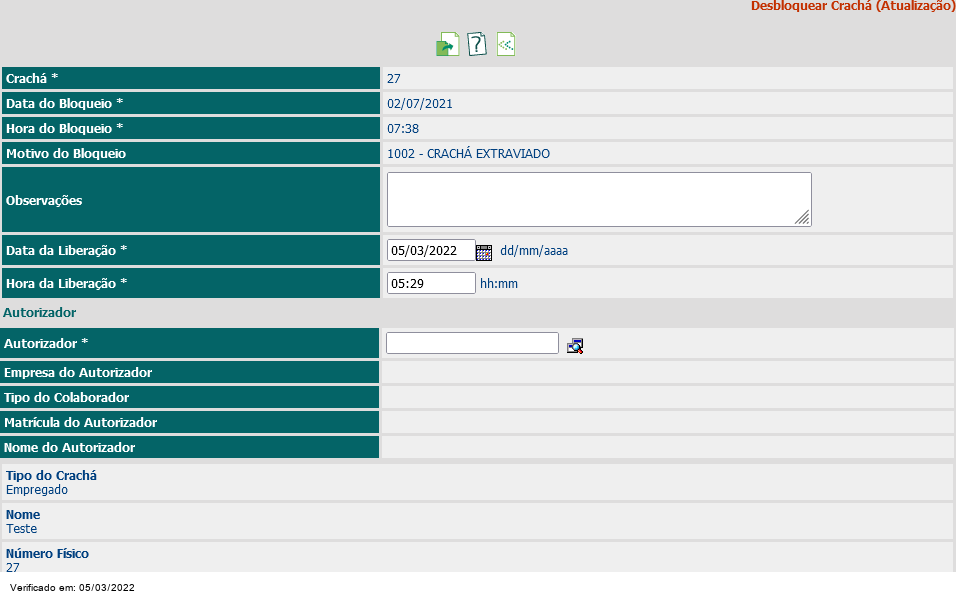 Desbloquear Crachá (Atualização)
?
Crachá * 27
Data do Bloqueio * 02/07/2021
Hora do Bloqueio * 07:38
Motivo do Bloqueio 1002 - CRACHÁ EXTRAVIADO
Observações
Data da Liberação * 05/03/2022 dd/mm/aaaa
Hora da Liberação * 05:29 hh:mm
Autorizador
Autorizador *
Empresa do Autorizador
Tipo do Colaborador
Matrícula do Autorizador
Nome do Autorizador
Tipo do Crachá
Empregado
Nome
Teste
Número Físico
27
Verificado em: 05/03/2022